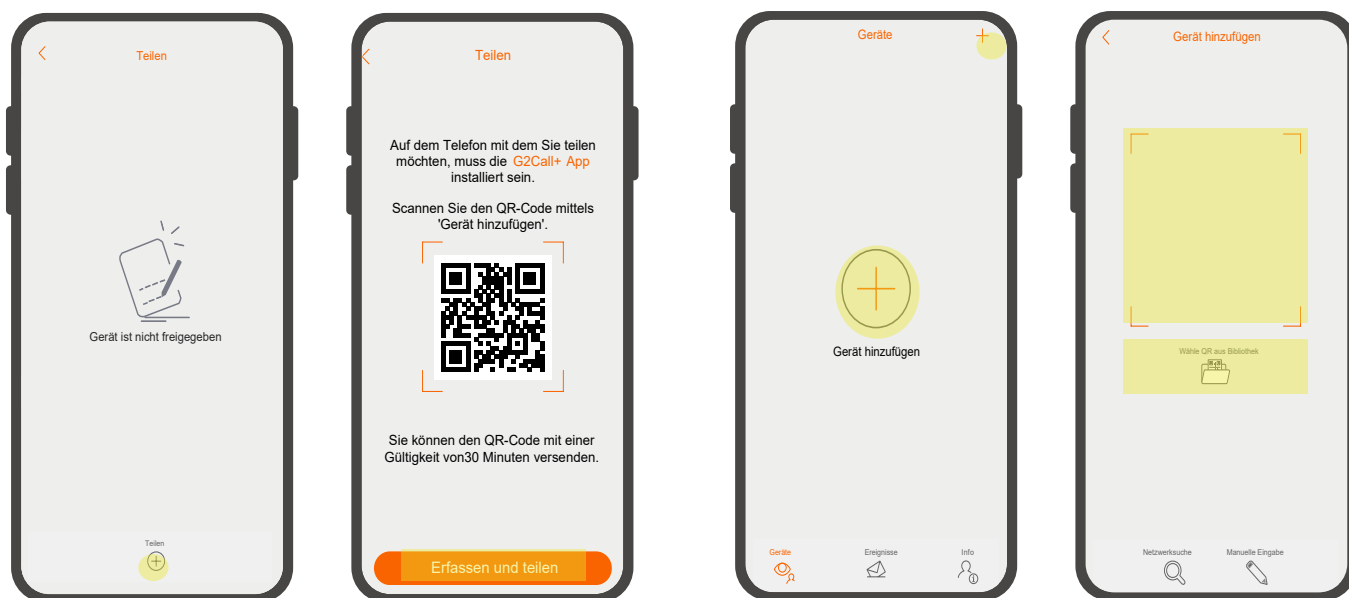 Teilen
Gerät ist nicht freigegeben
Teilen
Teilen
Auf dem Telefon mit dem Sie teilen
möchten, muss die G2Call+ App
installiert sein.
Scannen Sie den QR-Code mittels
'Gerät hinzufügen'.
Sie können den QR-Code mit einer
Gültigkeit von30 Minuten versenden.
Erfassen und teilen
Geräte
Gerät hinzufügen
Geräte Ereignisse Info
Gerät hinzufügen
Wähle QR aus Bibliothek
Netzwerksuche Manuelle Eingabe